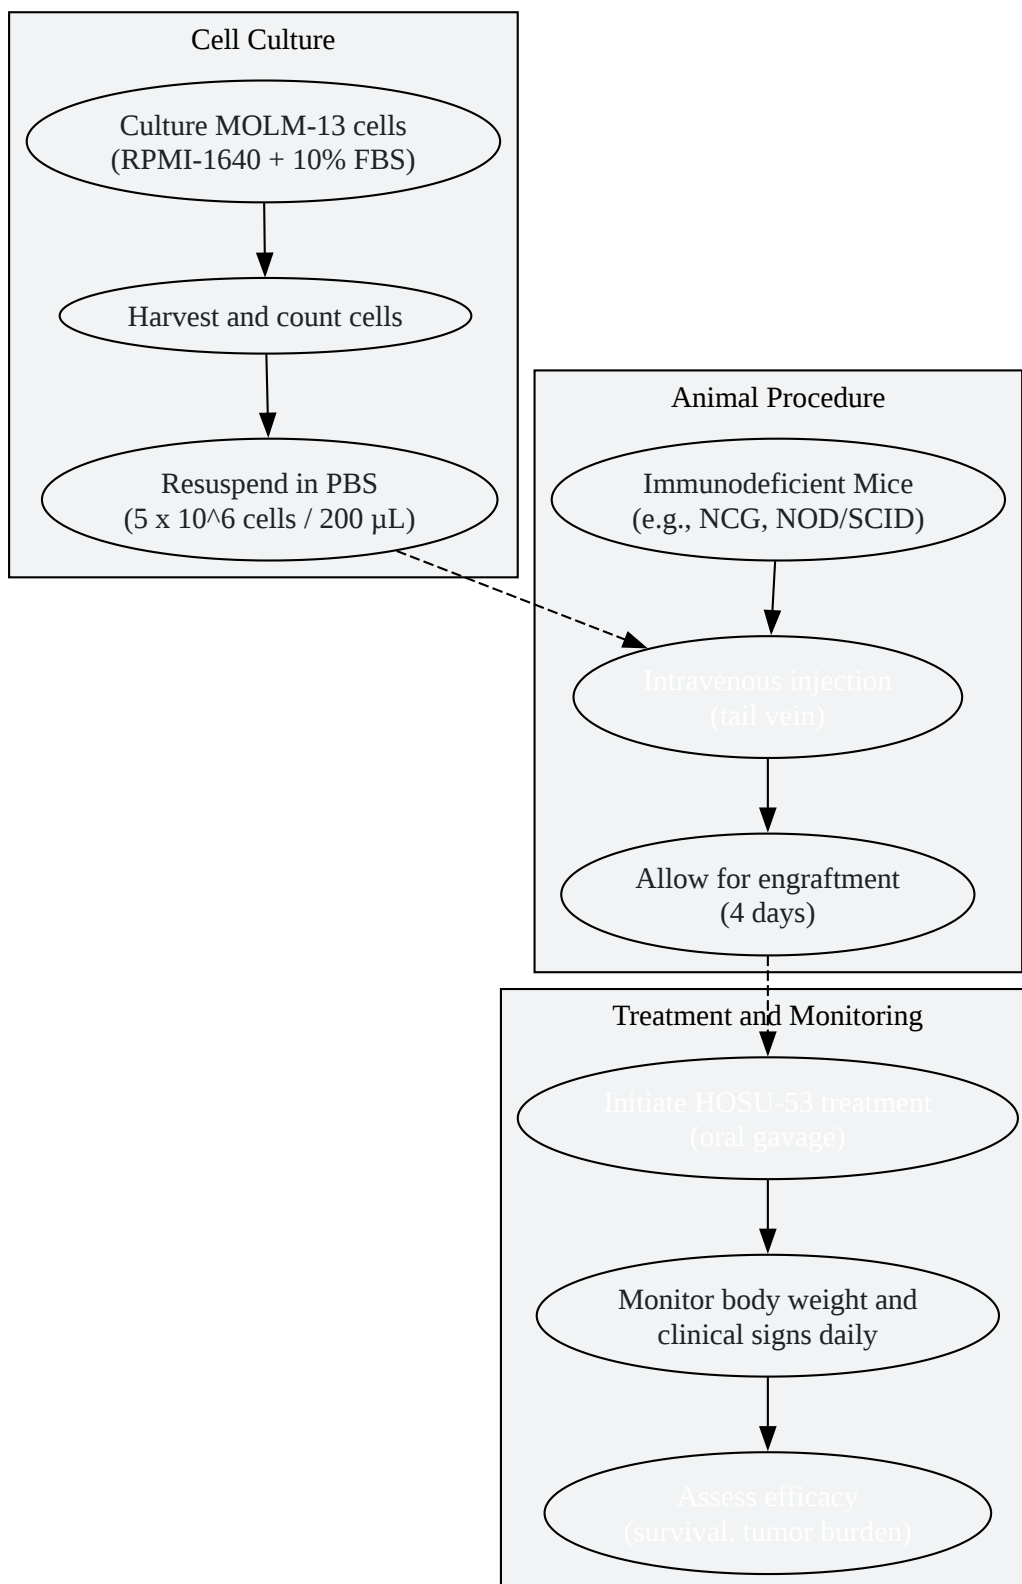 Cell Culture
Culture MOLM-13 cells
(RPMI-1640 + 10% FBS)
Harvest and count cells
Resuspend in PBS
(5 x 10^6 cells / 200 µL)
Animal Procedure
Immunodeficient Mice
(e.g., NCG, NOD/SCID)
Intravenous injection
(tail vein)
Allow for engraftment
(4 days)
Treatment and Monitoring
Initiate HOSU-53 treatment
(oral gavage)
Monitor body weight and
clinical signs daily
Assess efficacy
(survival, tumor burden)